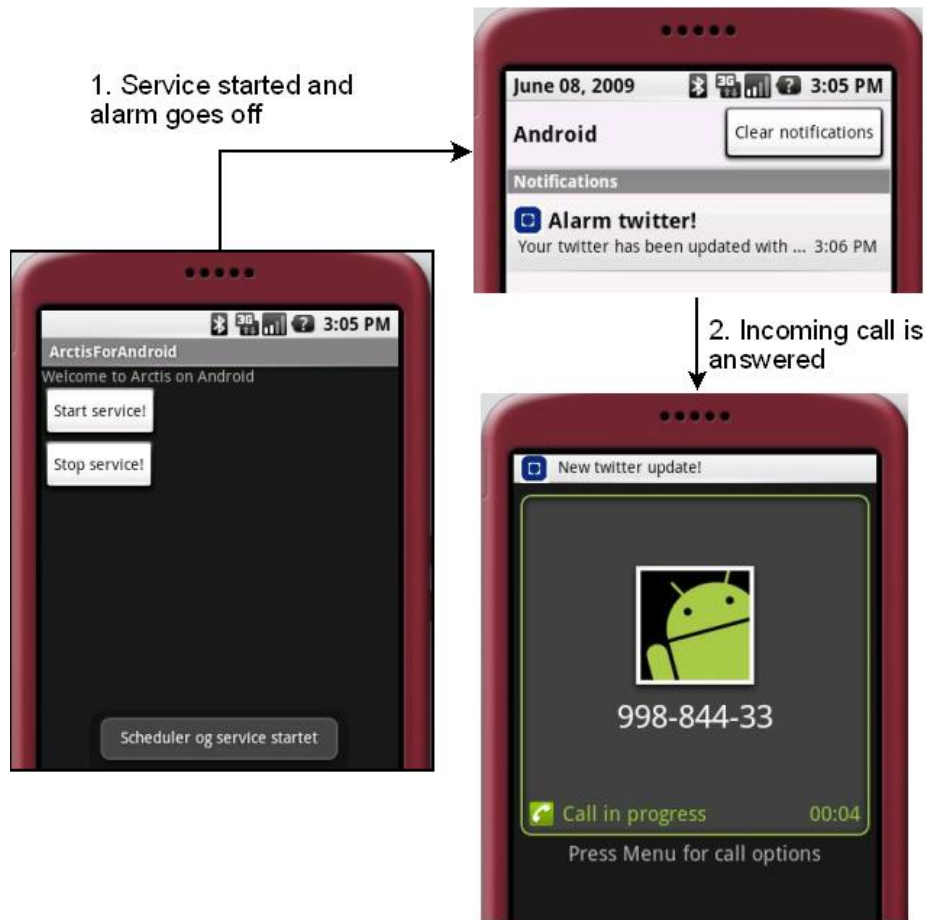 1. Service started and
alarm goes off
June 08, 2009 3G 3:05 PM
Android
Clear notifications
Notifications
Alarm twitter!
Your twitter has been updated with ... 3:06 PM
3G 3:05 PM
ArctisForAndroid
Welcome to Arctis on Android
Start service!
Stop service!
Scheduler og service startet
2. Incoming call is
answered
New twitter update!
998-844-33
Call in progress 00:04
Press Menu for call options